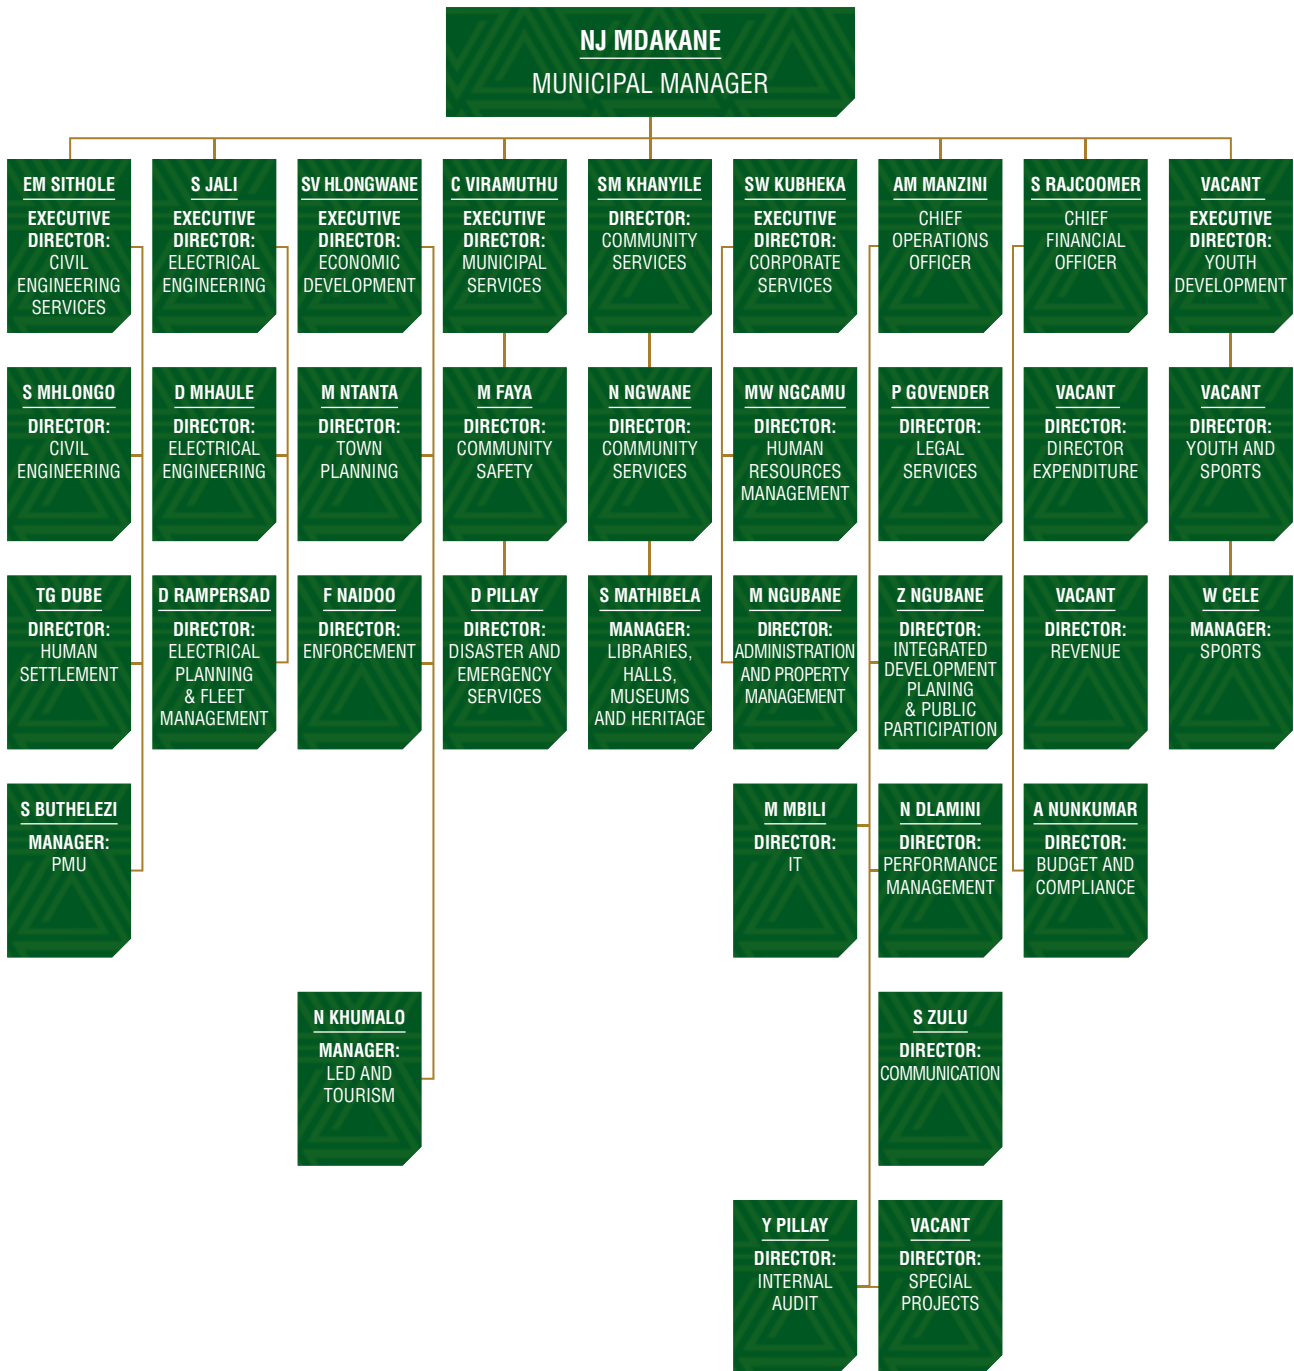 NJ MDAKANE
MUNICIPAL MANAGER
EM SITHOLE
EXECUTIVE
DIRECTOR:
CIVIL
ENGINEERING
SERVICES
S JALI
EXECUTIVE
DIRECTOR:
ELECTRICAL
ENGINEERING
SV HLONGWANE
EXECUTIVE
DIRECTOR:
ECONOMIC
DEVELOPMENT
C VIRAMUTHU
EXECUTIVE
DIRECTOR:
MUNICIPAL
SERVICES
SM KHANYILE
DIRECTOR:
COMMUNITY
SERVICES
SW KUBHEKA
EXECUTIVE
DIRECTOR:
CORPORATE
SERVICES
AM MANZINI
CHIEF
OPERATIONS
OFFICER
S RAJCOOMER
CHIEF
FINANCIAL
OFFICER
VACANT
EXECUTIVE
DIRECTOR:
YOUTH
DEVELOPMENT
S MHLONGO
DIRECTOR:
CIVIL
ENGINEERING
D MHAULE
DIRECTOR:
ELECTRICAL
ENGINEERING
M NTANTA
DIRECTOR:
TOWN
PLANNING
M FAYA
DIRECTOR:
COMMUNITY
SAFETY
N NGWANE
DIRECTOR:
COMMUNITY
SERVICES
MW NGCAMU
DIRECTOR:
HUMAN
RESOURCES
MANAGEMENT
P GOVENDER
DIRECTOR:
LEGAL
SERVICES
VACANT
DIRECTOR:
DIRECTOR
EXPENDITURE
VACANT
DIRECTOR:
YOUTH AND
SPORTS
TG DUBE
DIRECTOR:
HUMAN
SETTLEMENT
D RAMPERSAD
DIRECTOR:
ELECTRICAL
PLANNING
& FLEET
MANAGEMENT
F NAIDOO
DIRECTOR:
ENFORCEMENT
D PILLAY
DIRECTOR:
DISASTER AND
EMERGENCY
SERVICES
S MATHIBELA
MANAGER:
LIBRARIES,
HALLS,
MUSEUMS
AND HERITAGE
M NGUBANE
DIRECTOR:
ADMINISTRATION
AND PROPERTY
MANAGEMENT
Z NGUBANE
DIRECTOR:
INTEGRATED
DEVELOPMENT
PLANING
& PUBLIC
PARTICIPATION
VACANT
DIRECTOR:
REVENUE
W CELE
MANAGER:
SPORTS
S BUTHELEZI
MANAGER:
PMU
M MBILI
DIRECTOR:
IT
N DLAMINI
DIRECTOR:
PERFORMANCE
MANAGEMENT
A NUNKUMAR
DIRECTOR:
BUDGET AND
COMPLIANCE
N KHUMALO
MANAGER:
LED AND
TOURISM
S ZULU
DIRECTOR:
COMMUNICATION
Y PILLAY
DIRECTOR:
INTERNAL
AUDIT
VACANT
DIRECTOR:
SPECIAL
PROJECTS